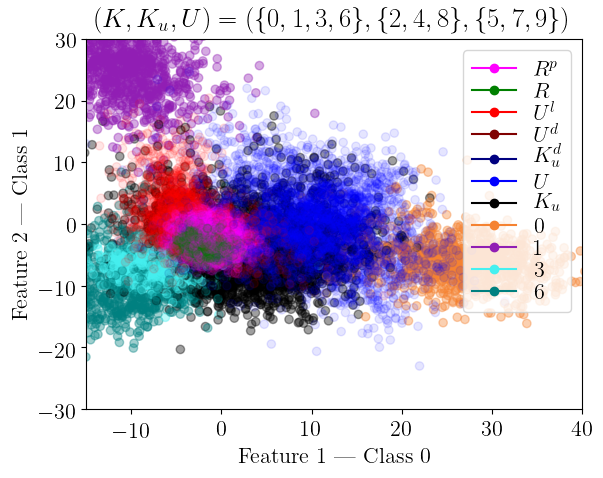 (K, K_u, U) = ({0, 1, 3, 6}, {2, 4, 8}, {5, 7, 9})
30
20
10
0
−10
−20
−30
Feature 2 — Class 1
R^p
R
U^l
U^d
K_u^d
U
K_u
0
1
3
6
−10
0
10
20
30
40
Feature 1 — Class 0